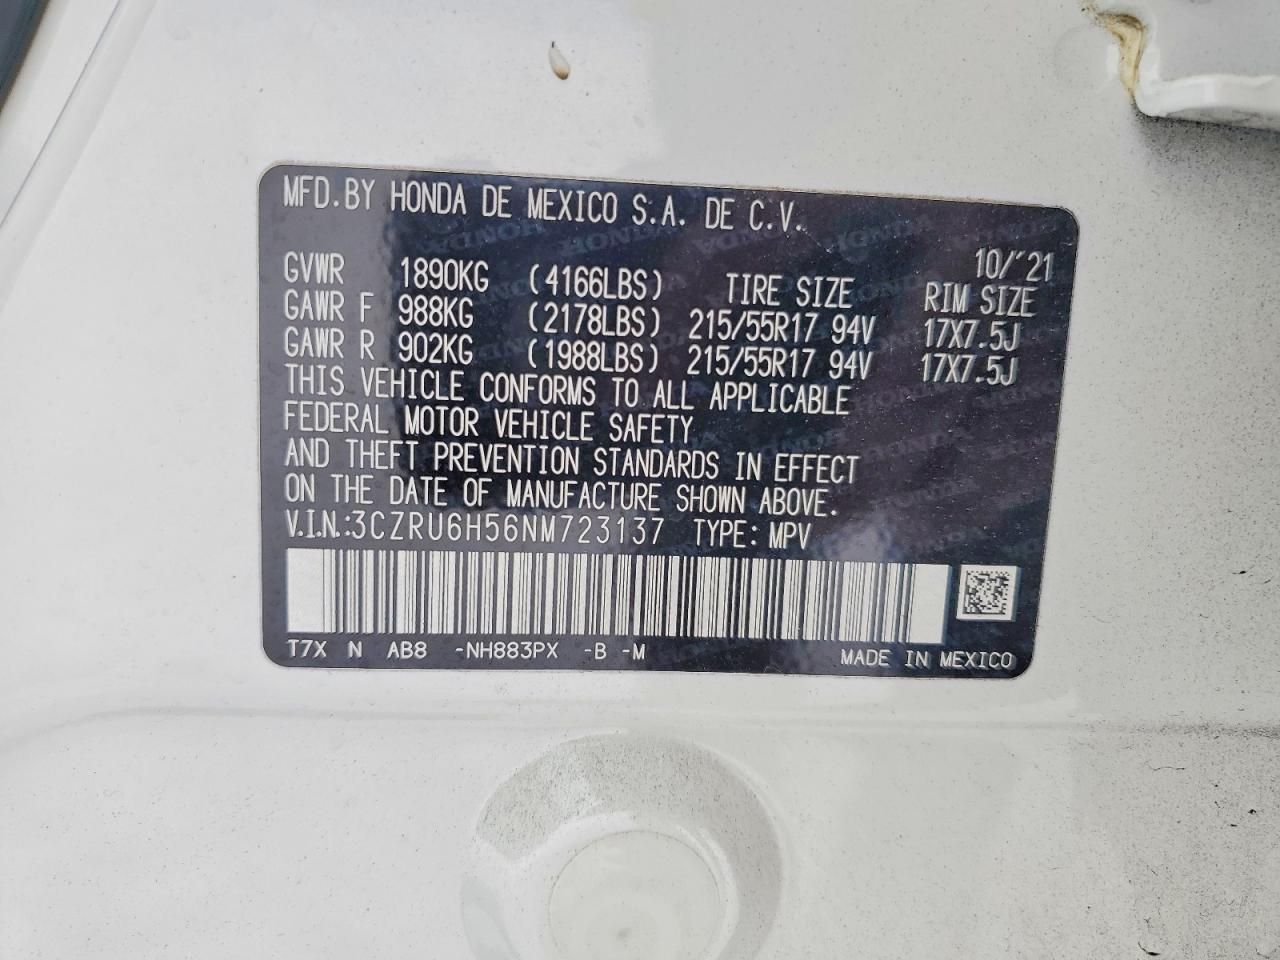 MFD.BY HONDA DE MEXICO S.A. DE C.V.
10/'21
GVWR 1890KG (4166LBS) TIRE SIZE RIM SIZE
GAWR F 988KG (2178LBS) 215/55R17 94V 17X7.5J
GAWR R 902KG (1988LBS) 215/55R17 94V 17X7.5J
THIS VEHICLE CONFORMS TO ALL APPLICABLE
FEDERAL MOTOR VEHICLE SAFETY
AND THEFT PREVENTION STANDARDS IN EFFECT
ON THE DATE OF MANUFACTURE SHOWN ABOVE.
V.I.N.:3CZRU6H56NM723137 TYPE: MPV
T7X N AB8 -NH883PX -B -M MADE IN MEXICO